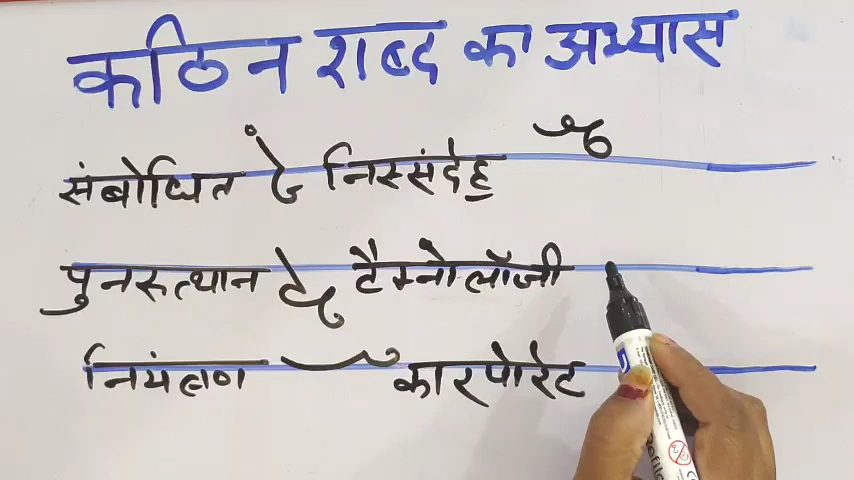 कठिन शब्द का अभ्यास
संबोधित निस्संदेह
पुनरुत्थान टैक्नोलॉजी
नियंत्रण कारपोरेट